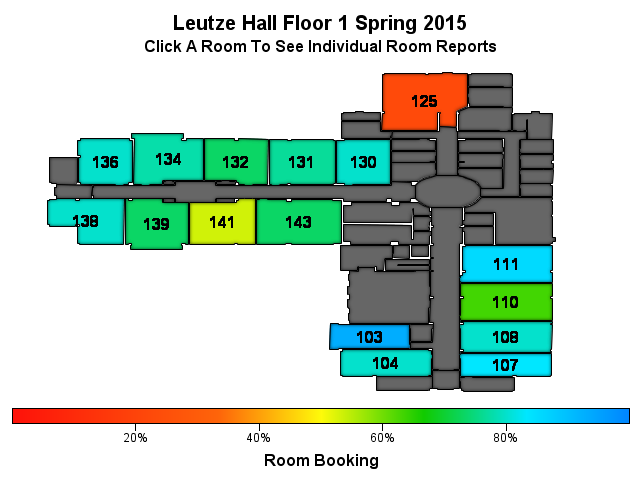 Leutze Hall Floor 1 Spring 2015
Click A Room To See Individual Room Reports
125
136 134 132 131 130
138 139 141 143
111
110
103 108
104 107
20% 40% 60% 80%
Room Booking